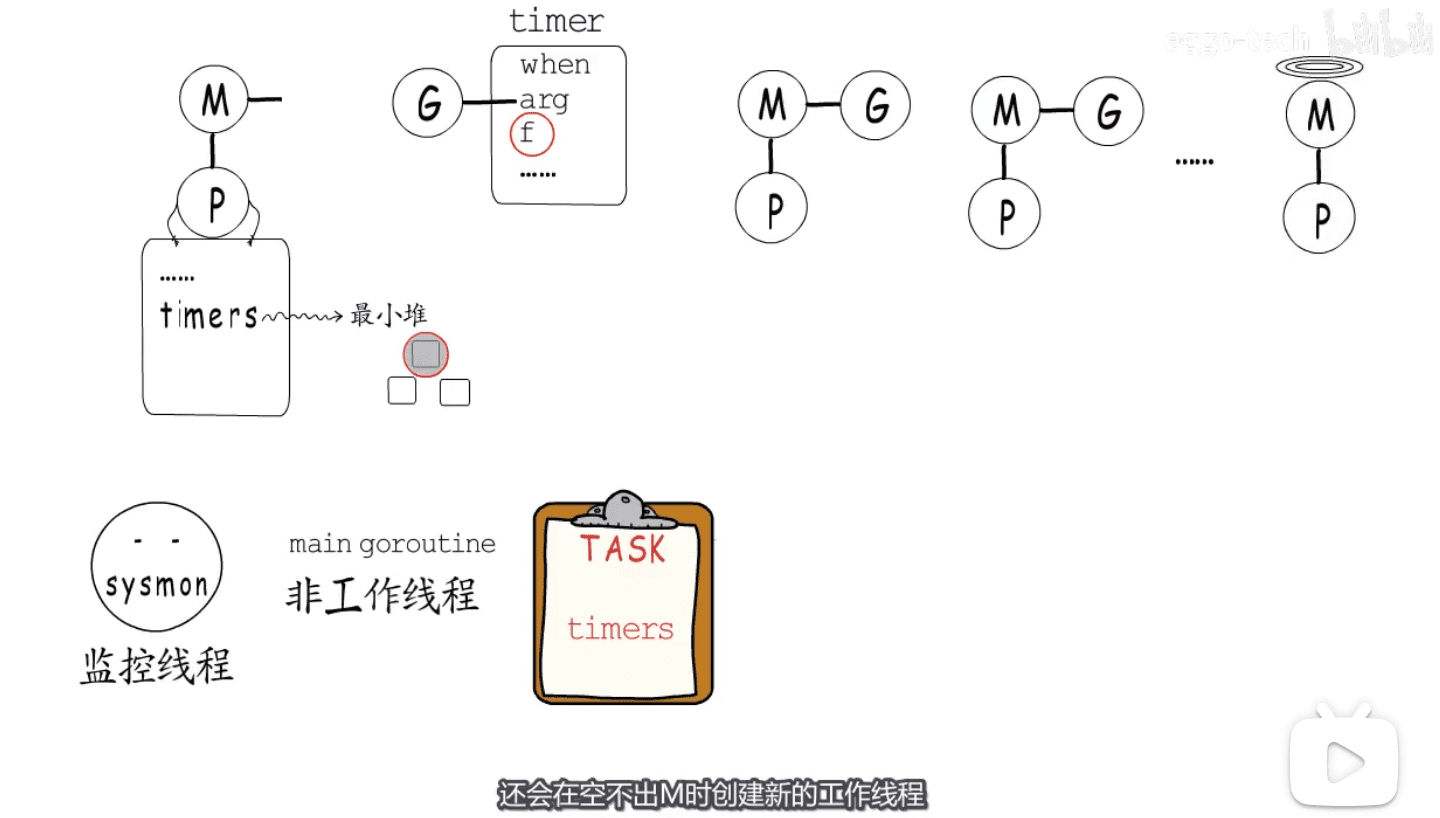 timer
eggo-tech bilibili
when
arg
f
......
M
G
M
G
M
G
M
P
P
P
P
......
......
timers
最小堆
sysmon
监控线程
main goroutine
非工作线程
TASK
timers
还会在空不出M时创建新的工作线程